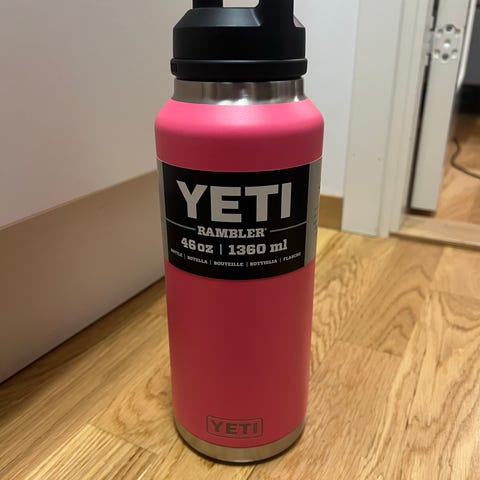 YETI
RAMBLER®
46 oz | 1360 ml
BOTTLE | BOTELLA | BOUTEILLE | BOTTIGLIA | FLASCHE
YETI